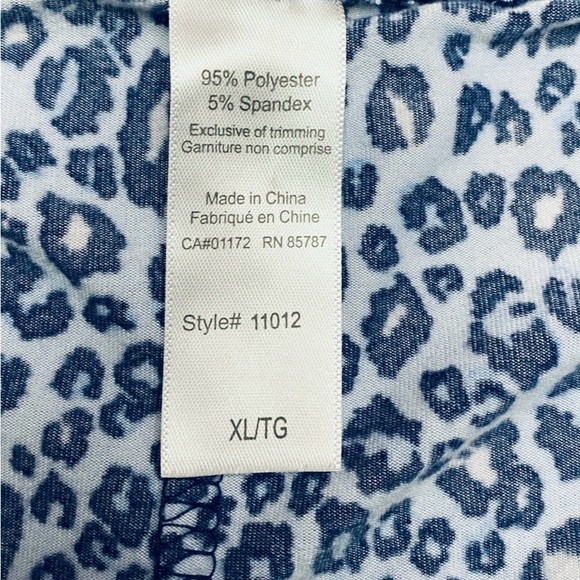 95% Polyester
5% Spandex
Exclusive of trimming
Garniture non comprise
Made in China
Fabriqué en Chine
CA#01172 RN 85787
Style# 11012
XL/TG